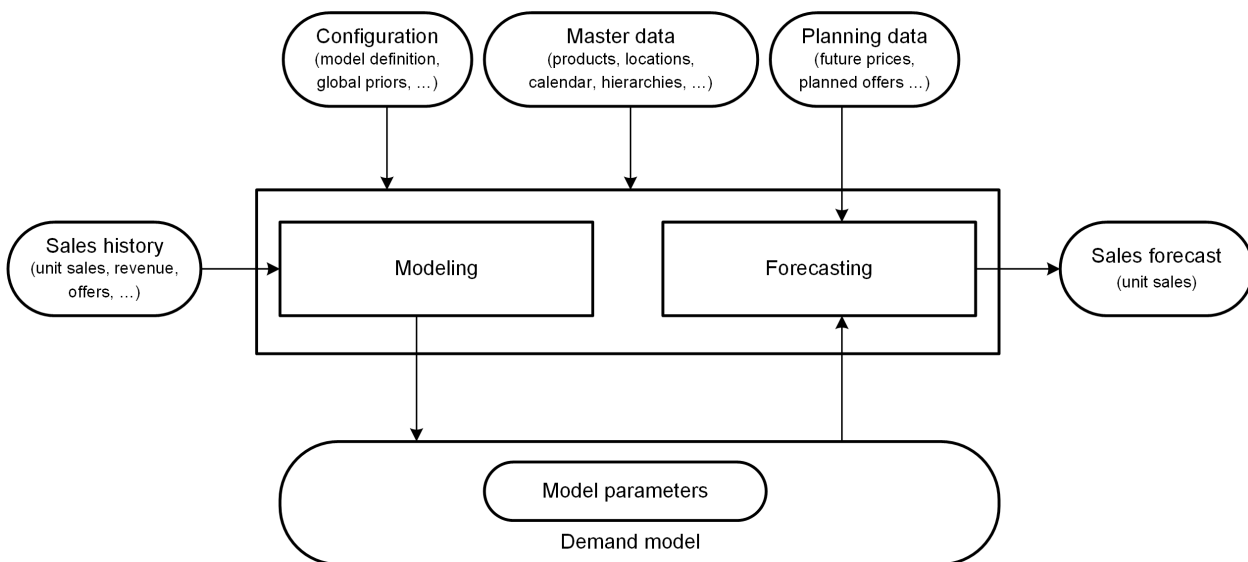 Configuration
(model definition,
global priors, …)
Master data
(products, locations,
calendar, hierarchies, …)
Planning data
(future prices,
planned offers …)
Sales history
(unit sales, revenue,
offers, …)
Modeling
Forecasting
Sales forecast
(unit sales)
Model parameters
Demand model